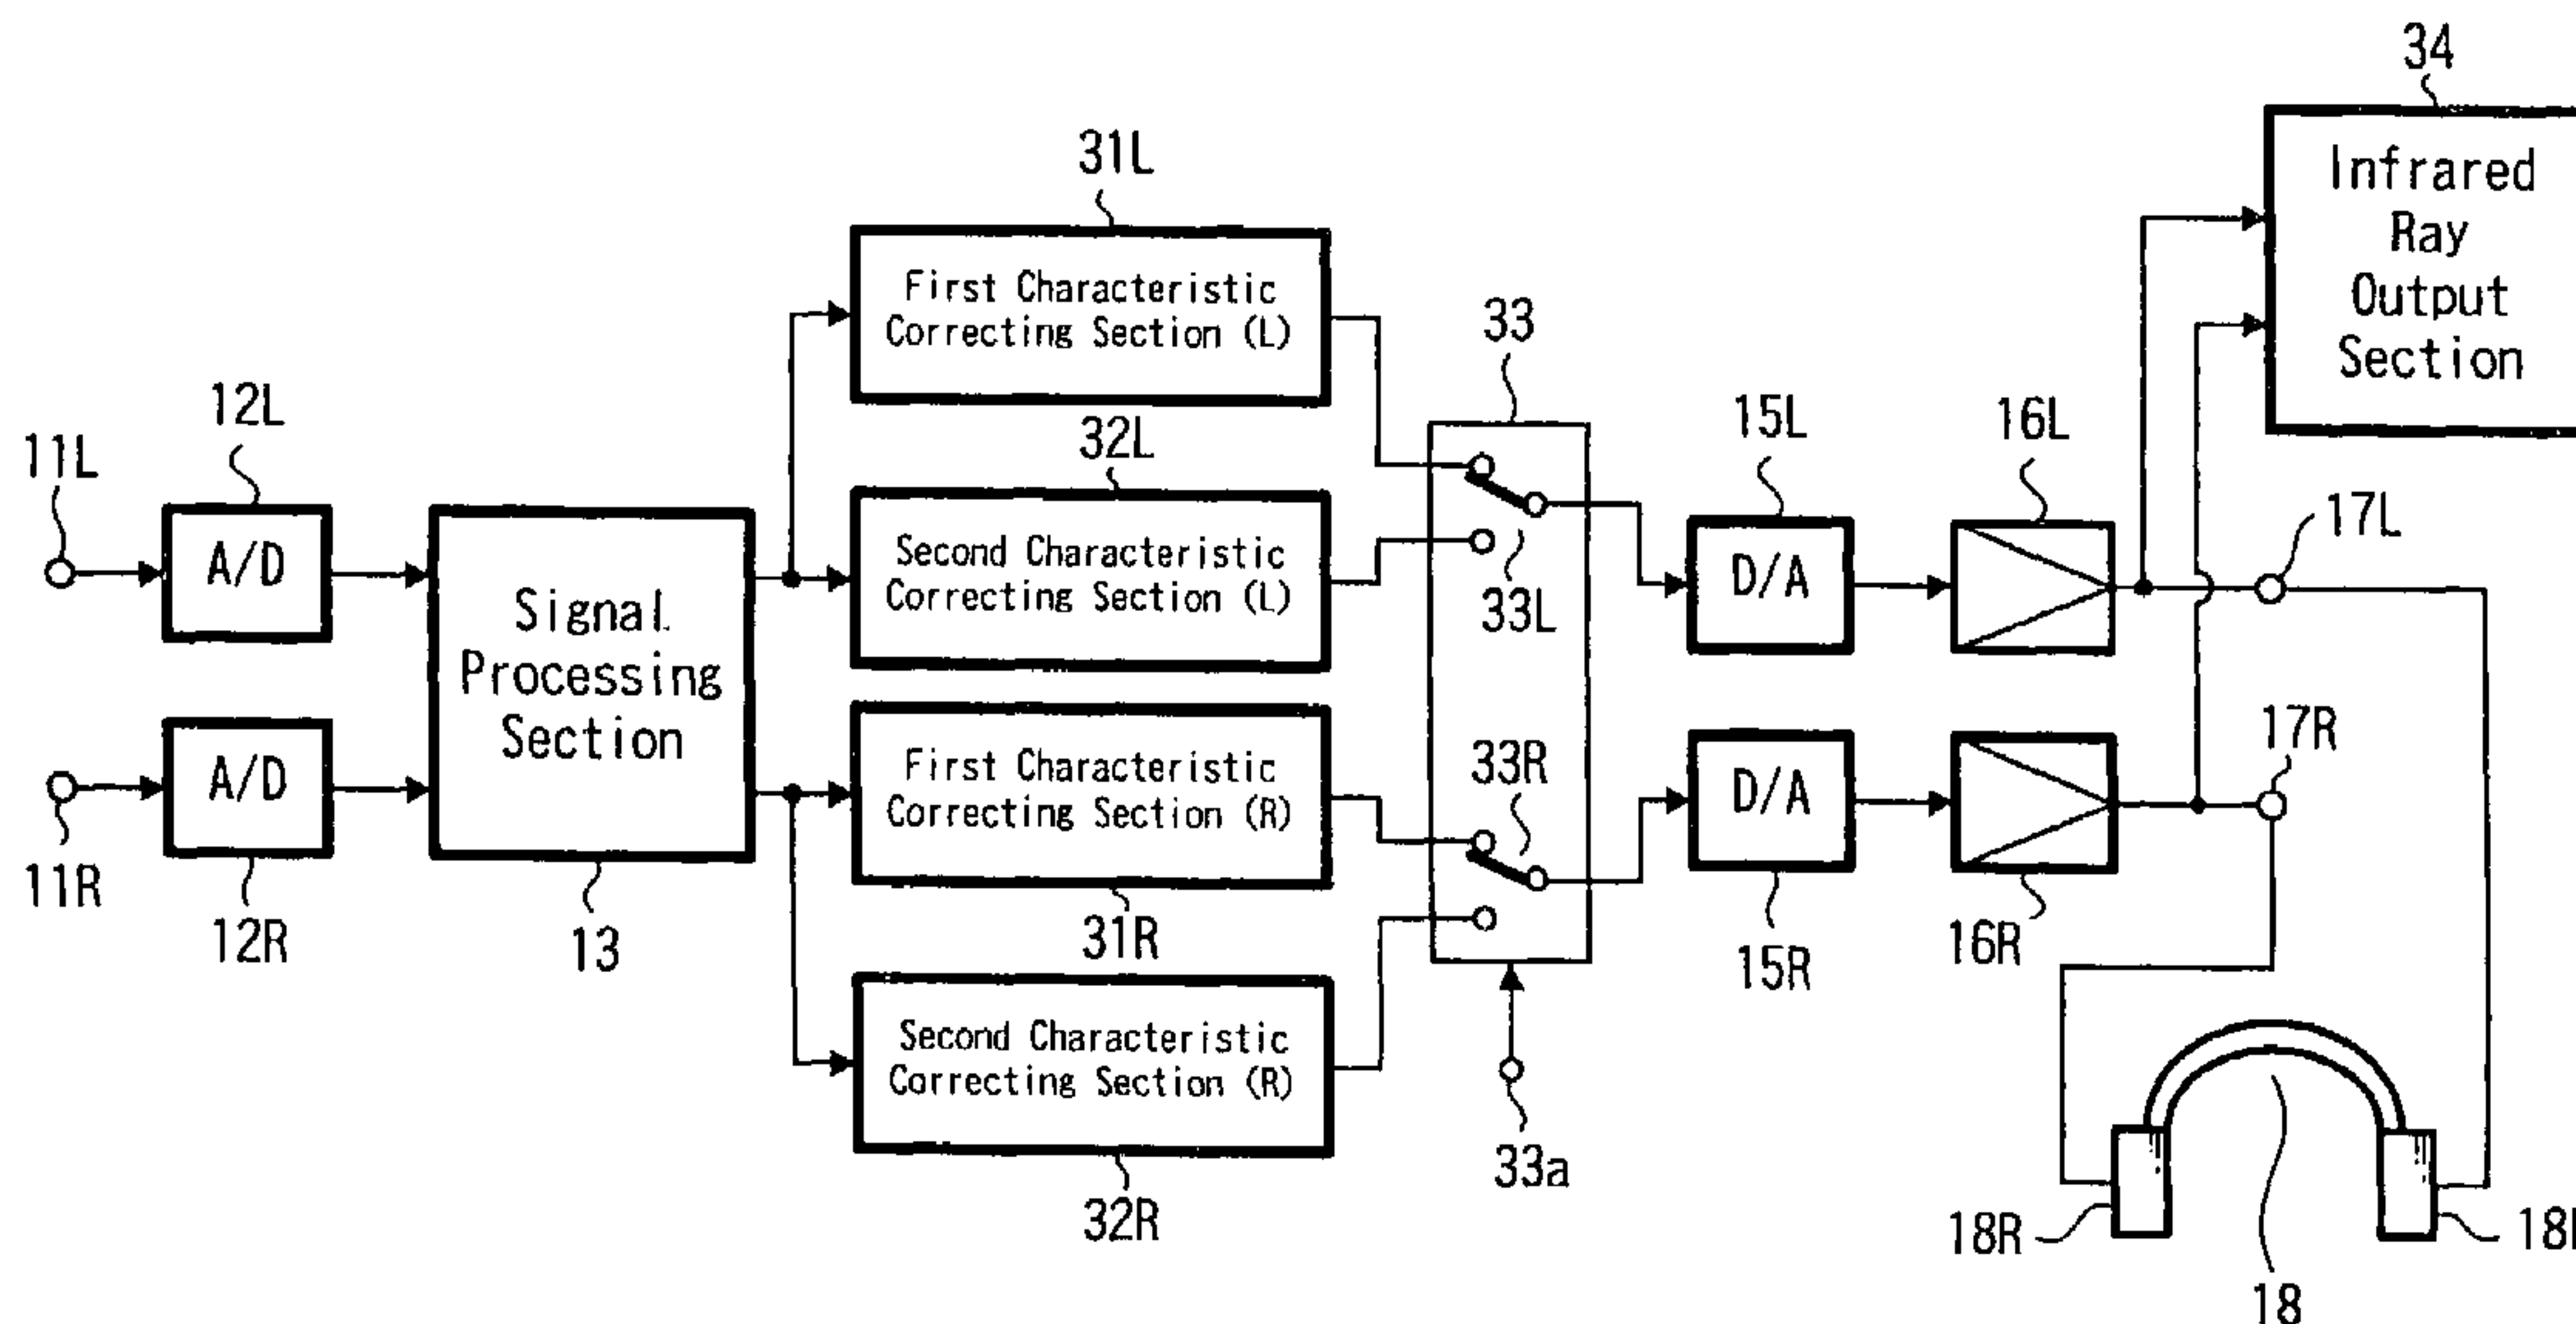 34
Infrared
Ray
Output
Section
31L
First Characteristic
Correcting Section (L)
33
12L
32L
15L
16L
11L
17L
A/D
Second Characteristic
Correcting Section (L)
D/A
Signal
Processing
Section
33L
33R
17R
A/D
First Characteristic
Correcting Section (R)
D/A
11R
12R
13
31R
15R
16R
Second Characteristic
Correcting Section (R)
33a
32R
18R
18